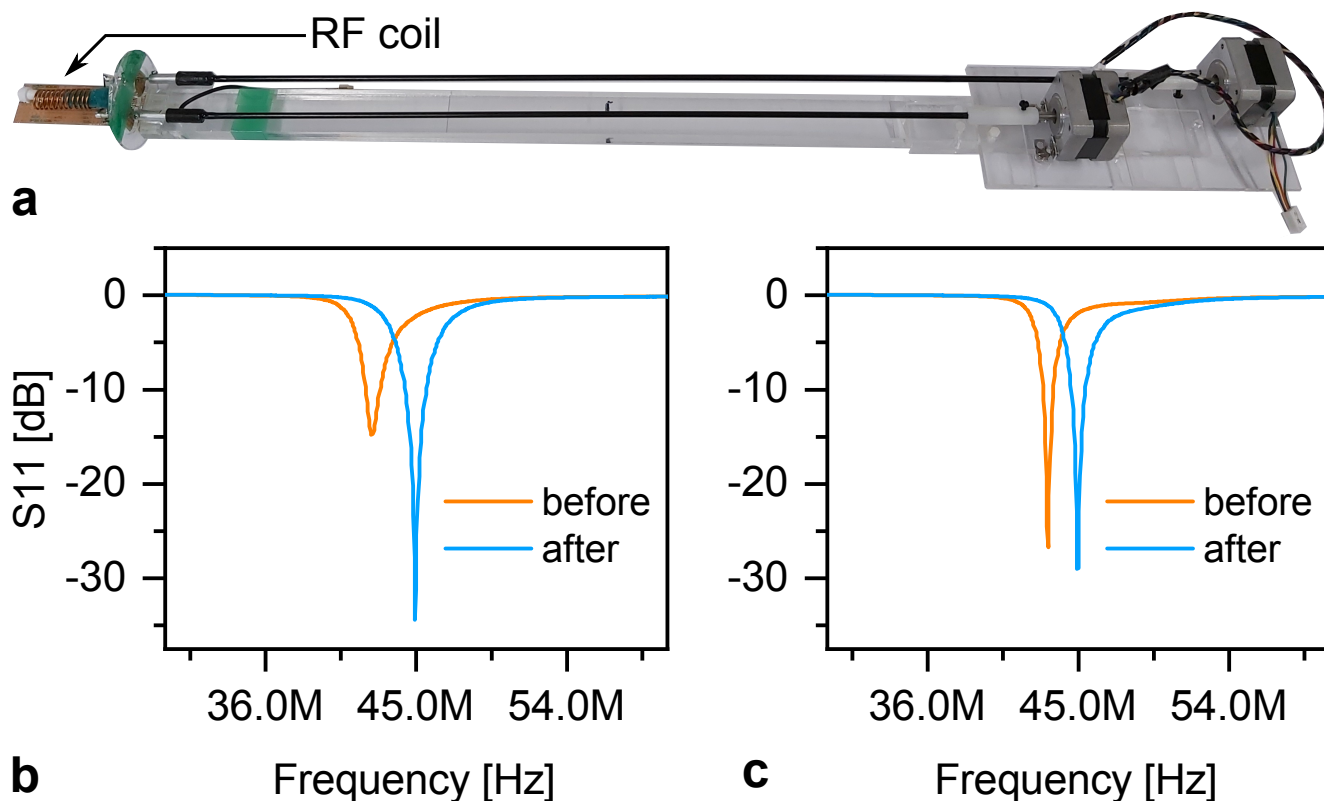 RF coil
a
0
-10
-20
-30
S11 [dB]
before
after
36.0M 45.0M 54.0M
b Frequency [Hz]
0
-10
-20
-30
before
after
36.0M 45.0M 54.0M
c Frequency [Hz]